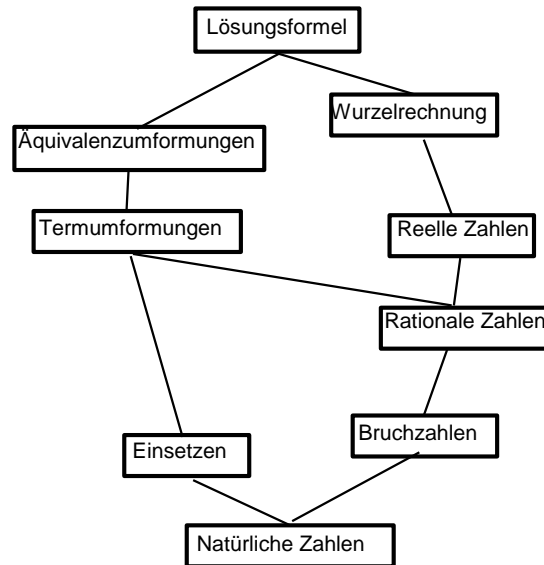 Lösungsformel
Wurzelrechnung
Äquivalenzumformungen
Termumformungen
Reelle Zahlen
Rationale Zahlen
Bruchzahlen
Einsetzen
Natürliche Zahlen